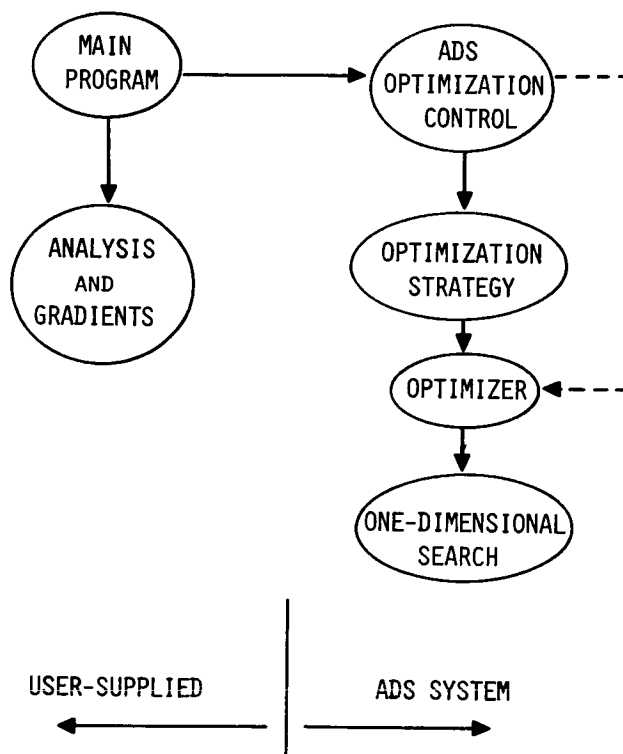 MAIN
PROGRAM
ADS
OPTIMIZATION
CONTROL
ANALYSIS
AND
GRADIENTS
OPTIMIZATION
STRATEGY
OPTIMIZER
ONE-DIMENSIONAL
SEARCH
USER-SUPPLIED
ADS SYSTEM